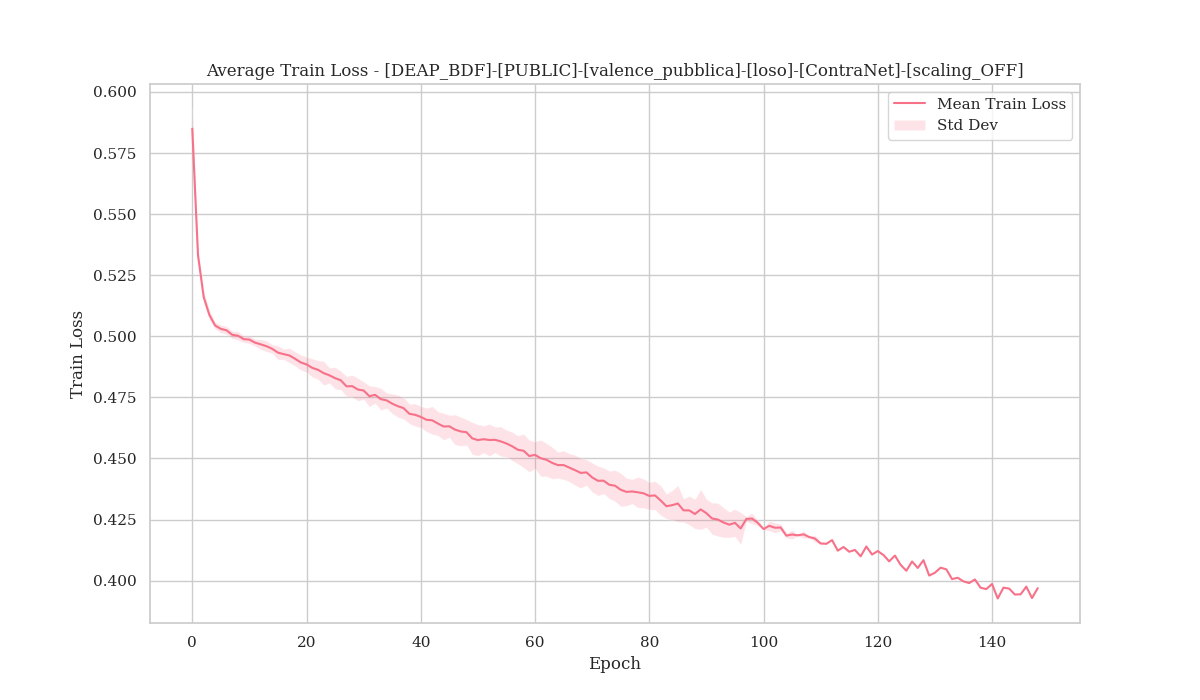 Average Train Loss - [DEAP_BDF]-[PUBLIC]-[valence_pubblica]-[loso]-[ContraNet]-[scaling_OFF]
Mean Train Loss
Std Dev
Train Loss
0.600
0.575
0.550
0.525
0.500
0.475
0.450
0.425
0.400
0 20 40 60 80 100 120 140
Epoch